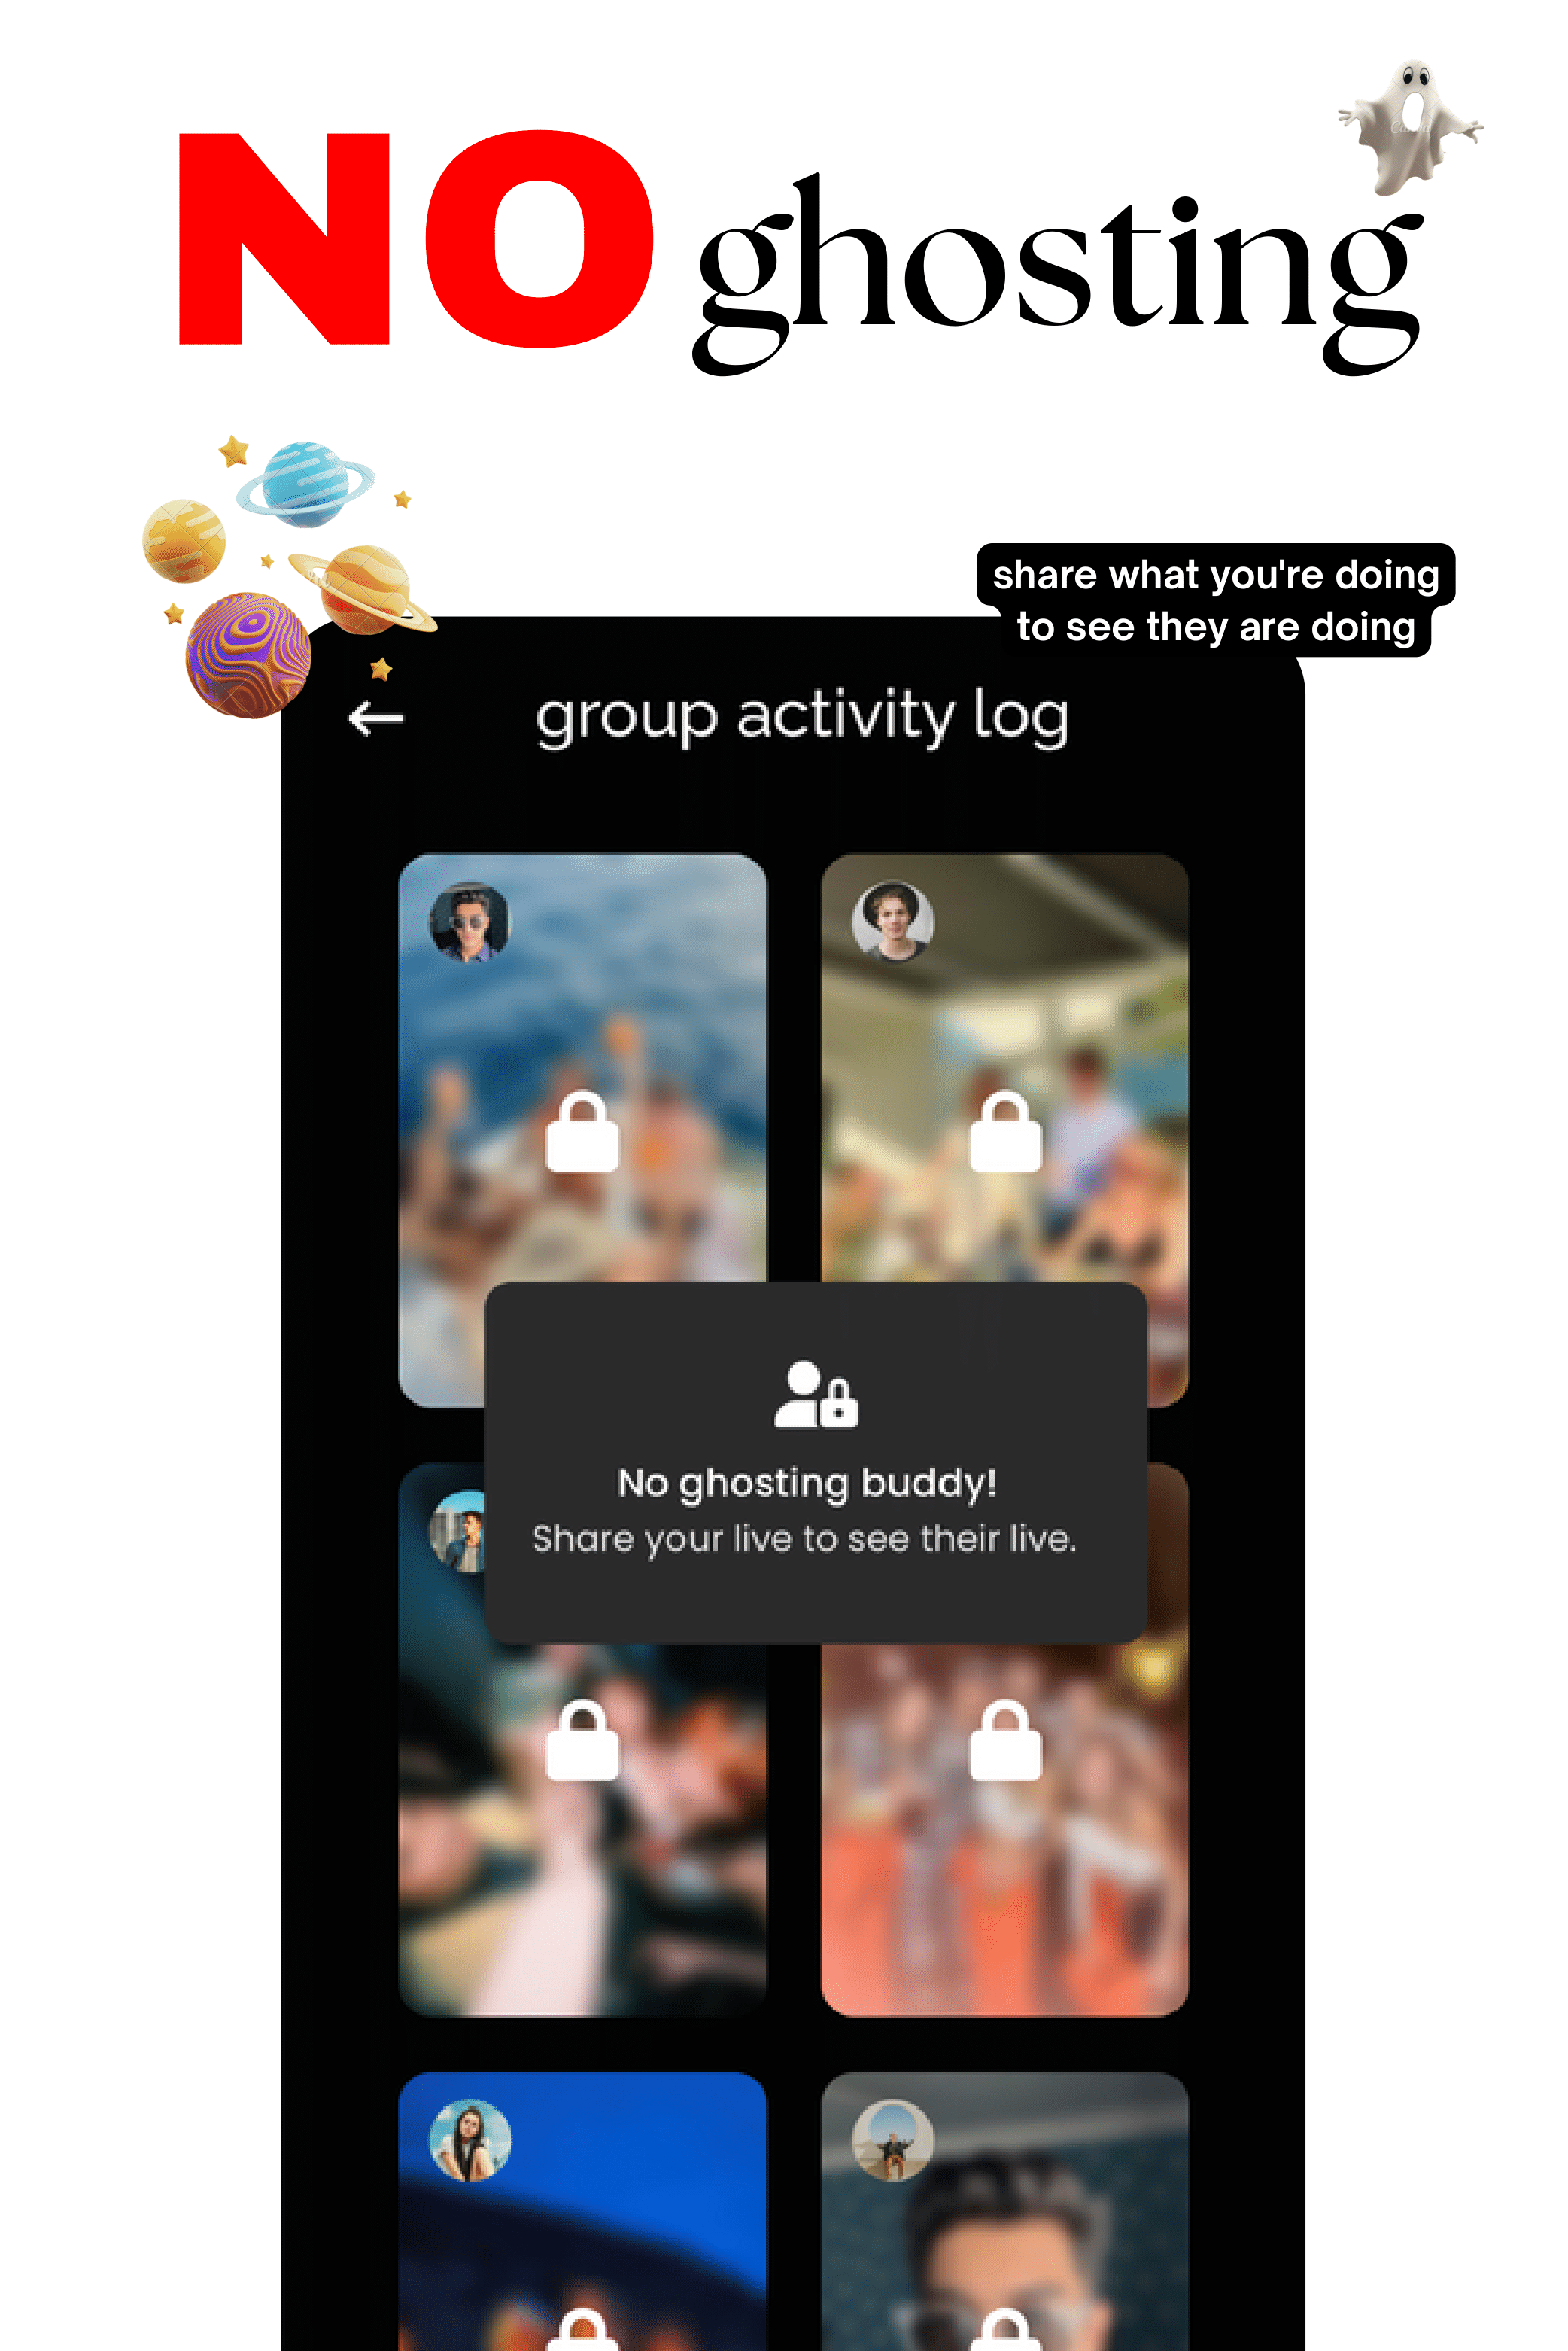 NO ghosting
share what you're doing
to see they are doing
group activity log
No ghosting buddy!
Share your live to see their live.